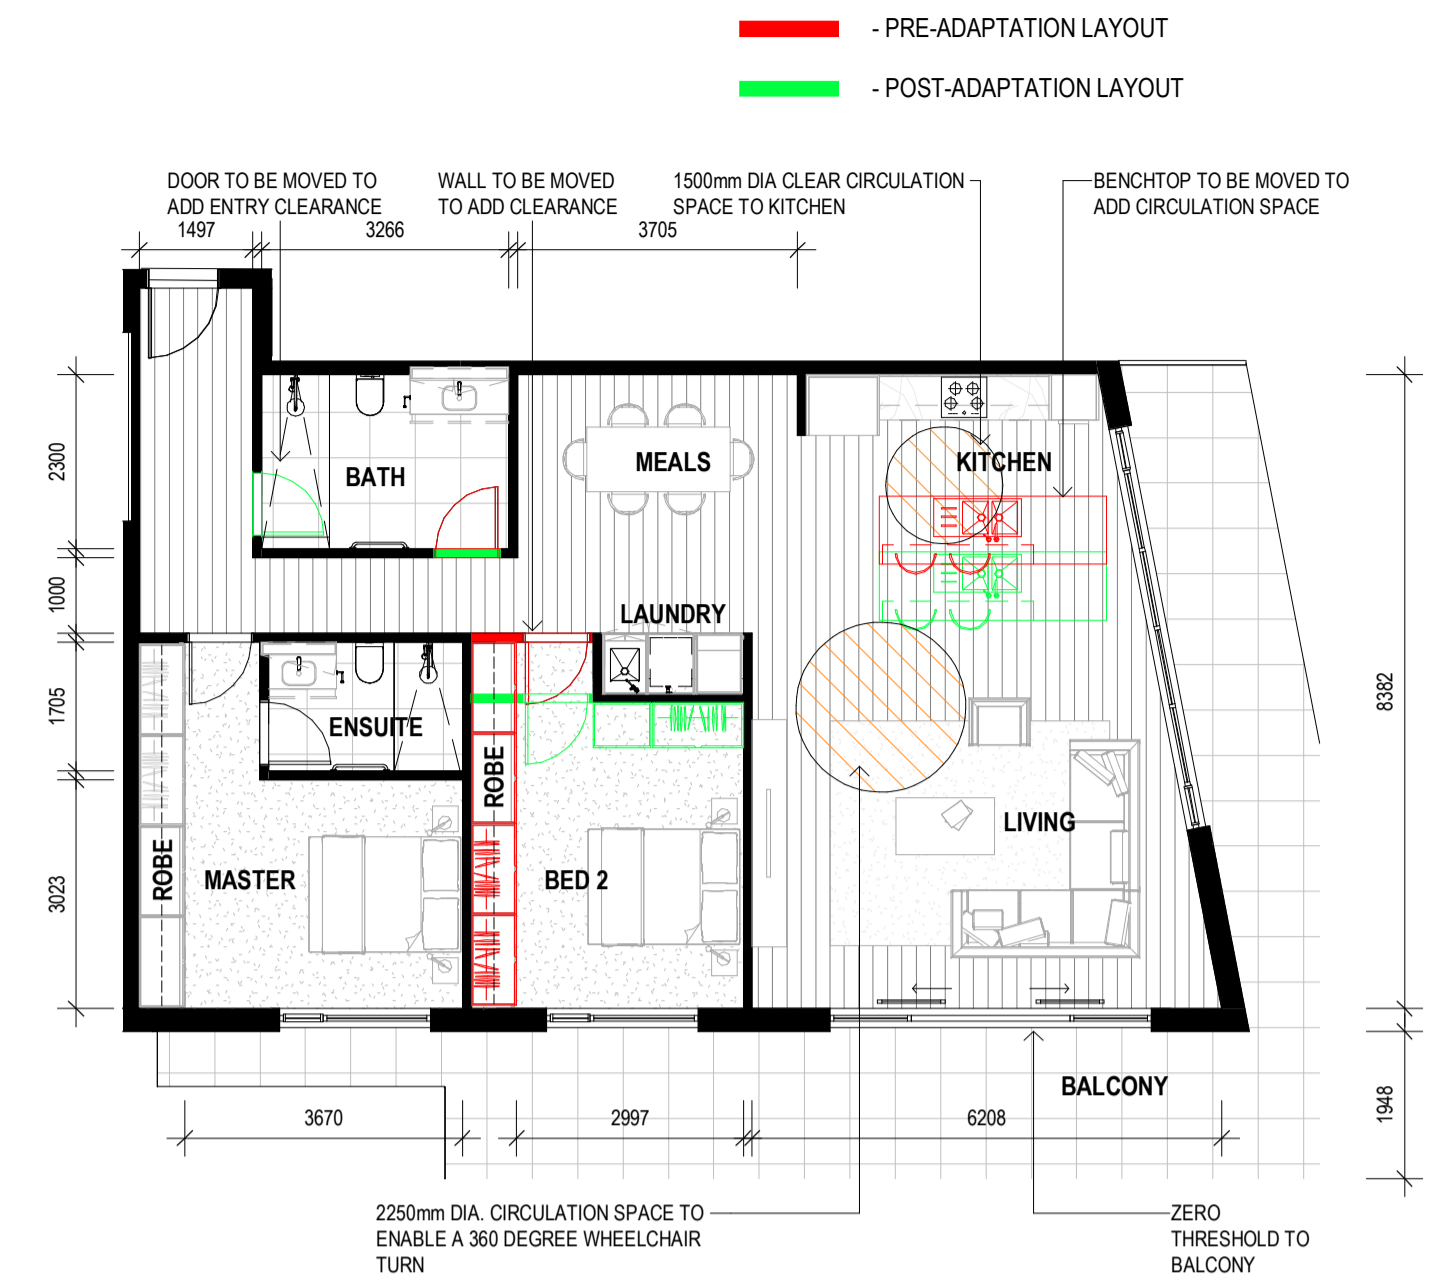 - PRE-ADAPTATION LAYOUT
- POST-ADAPTATION LAYOUT
DOOR TO BE MOVED TO
ADD ENTRY CLEARANCE
WALL TO BE MOVED
TO ADD CLEARANCE
1500mm DIA CLEAR CIRCULATION
SPACE TO KITCHEN
BENCHTOP TO BE MOVED TO
ADD CIRCULATION SPACE
1497
3266
3705
2300
1000
1705
3023
8382
1948
BATH
MEALS
KITCHEN
LAUNDRY
ENSUITE
ROBE
ROBE
MASTER
BED 2
LIVING
BALCONY
3670
2997
6208
2250mm DIA. CIRCULATION SPACE TO
ENABLE A 360 DEGREE WHEELCHAIR
TURN
ZERO
THRESHOLD TO
BALCONY